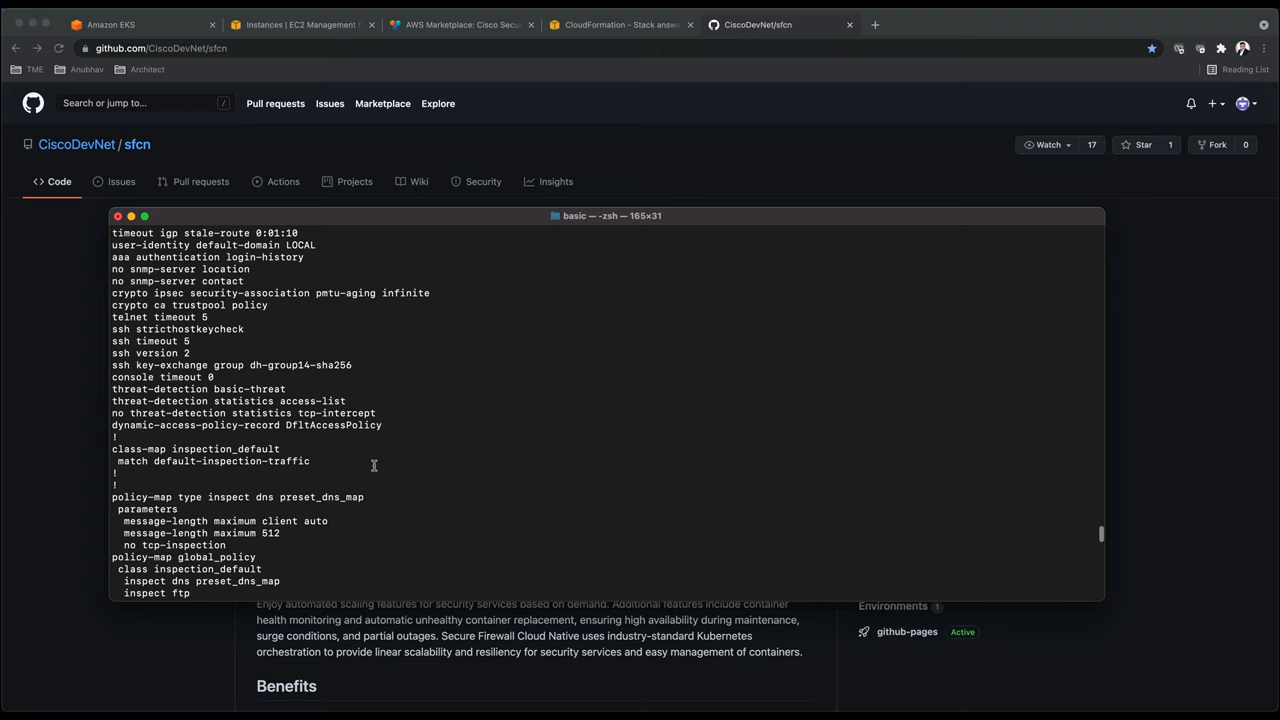 Amazon EKS
Instances | EC2 Management C
AWS Marketplace: Cisco Secu
CloudFormation - Stack answ
CiscoDevNet/sfcn
github.com/CiscoDevNet/sfcn
TME
Anubhav
Architect
Reading List
Search or jump to...
/
Pull requests
Issues
Marketplace
Explore
CiscoDevNet / sfcn
Watch
17
Star
1
Fork
0
Code
Issues
Pull requests
Actions
Projects
Wiki
Security
Insights
basic — -zsh — 165×31
timeout igp stale-route 0:01:10
user-identity default-domain LOCAL
aaa authentication login-history
no snmp-server location
no snmp-server contact
crypto ipsec security-association pmtu-aging infinite
crypto ca trustpool policy
telnet timeout 5
ssh stricthostkeycheck
ssh timeout 5
ssh version 2
ssh key-exchange group dh-group14-sha256
console timeout 0
threat-detection basic-threat
threat-detection statistics access-list
no threat-detection statistics tcp-intercept
dynamic-access-policy-record DfltAccessPolicy
!
class-map inspection_default
match default-inspection-traffic
!
!
policy-map type inspect dns preset_dns_map
parameters
message-length maximum client auto
message-length maximum 512
no tcp-inspection
policy-map global_policy
class inspection_default
inspect dns preset_dns_map
inspect ftp
Enjoy automated scaling features for security services based on demand. Additional features include container
health monitoring and automatic unhealthy container replacement, ensuring high availability during maintenance,
surge conditions, and partial outages. Secure Firewall Cloud Native uses industry-standard Kubernetes
orchestration to provide linear scalability and resiliency for security services and easy management of containers.
Benefits
Environments 1
github-pages
Active